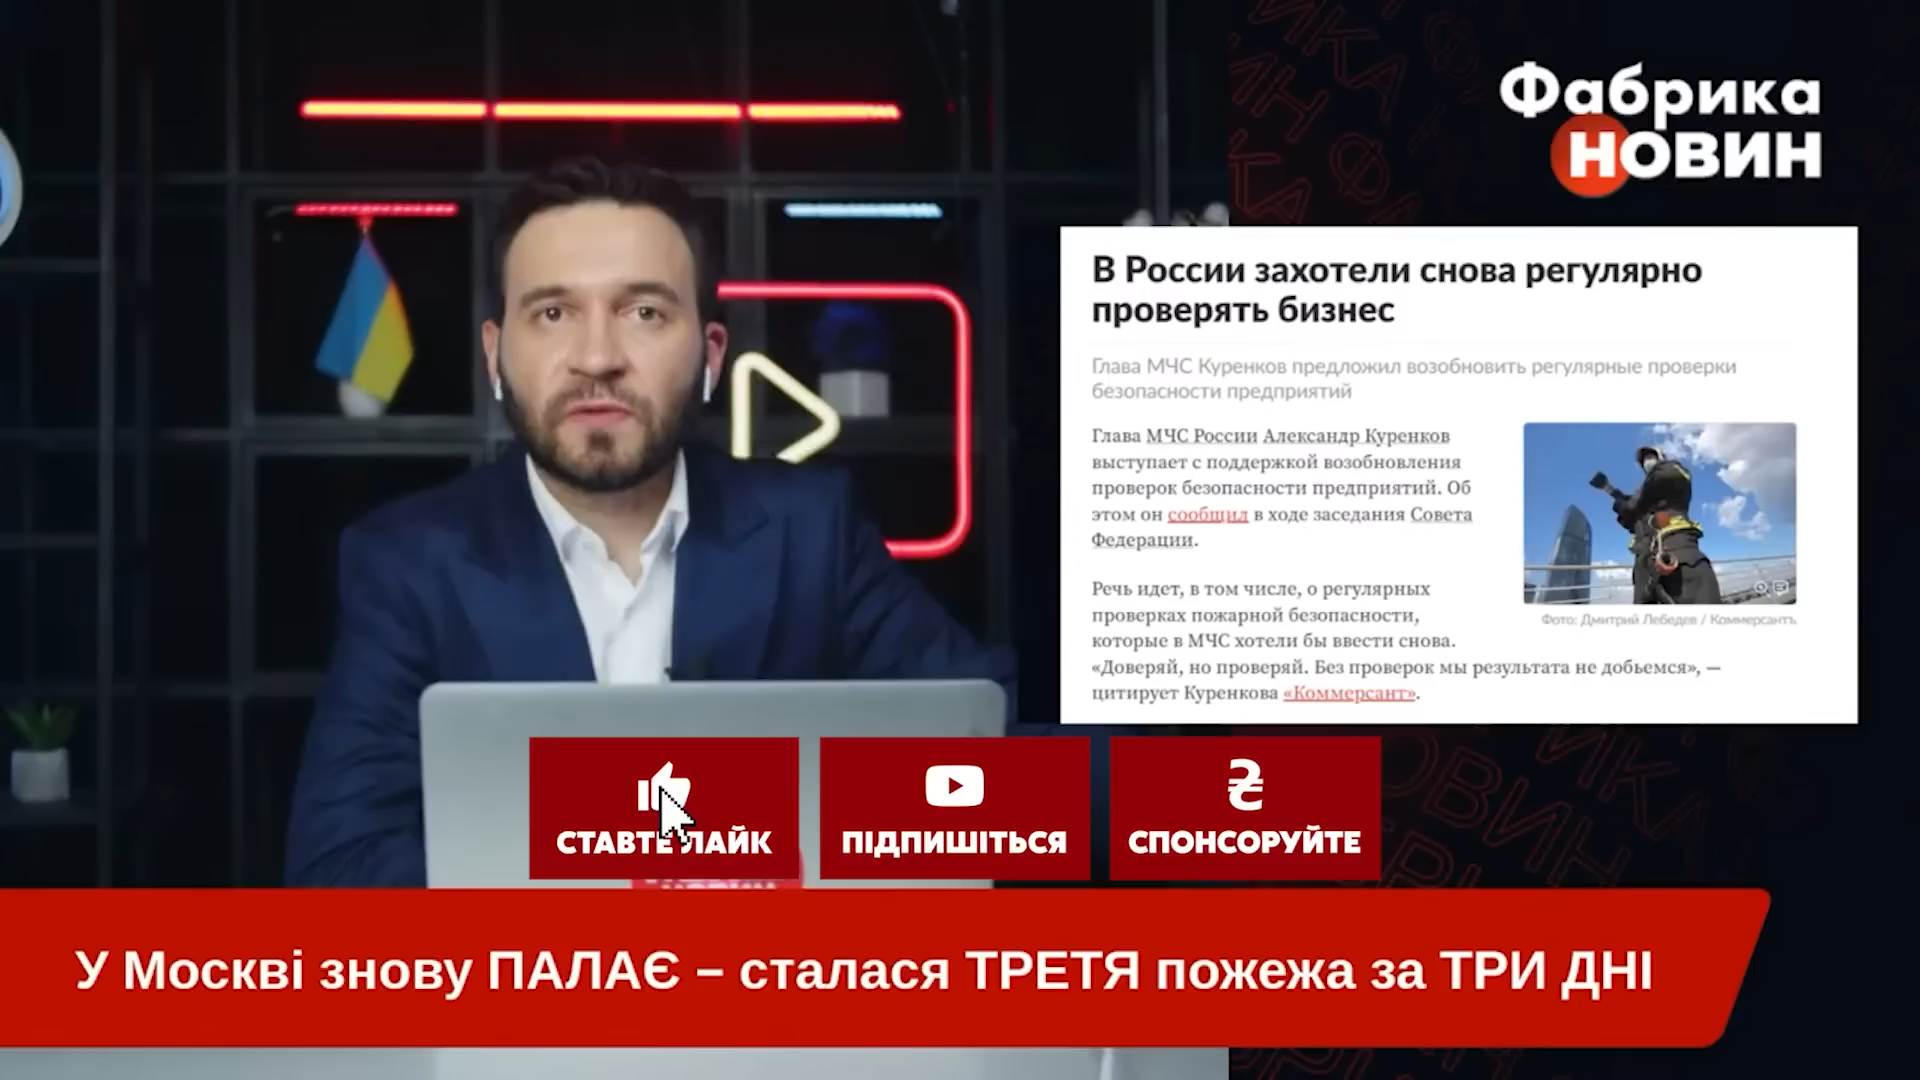 Фабрика
новин
В России захотели снова регулярно
проверять бизнес
Глава МЧС Куренков предложил возобновить регулярные проверки
безопасности предприятий
Глава МЧС России Александр Куренков
выступает с поддержкой возобновления
проверок безопасности предприятий. Об
этом он сообщил в ходе заседания Совета
Федерации.
Речь идет, в том числе, о регулярных
проверках пожарной безопасности,
которые в МЧС хотели бы ввести снова.
«Доверяй, но проверяй. Без проверок мы результата не добьемся», —
цитирует Куренкова «Коммерсант».
Фото: Дмитрий Лебедев / Коммерсантъ
СТАВТЕ ЛАЙК
ПІДПИШІТЬСЯ
₴
СПОНСОРУЙТЕ
У Москві знову ПАЛАЄ – сталася ТРЕТЯ пожежа за ТРИ ДНІ